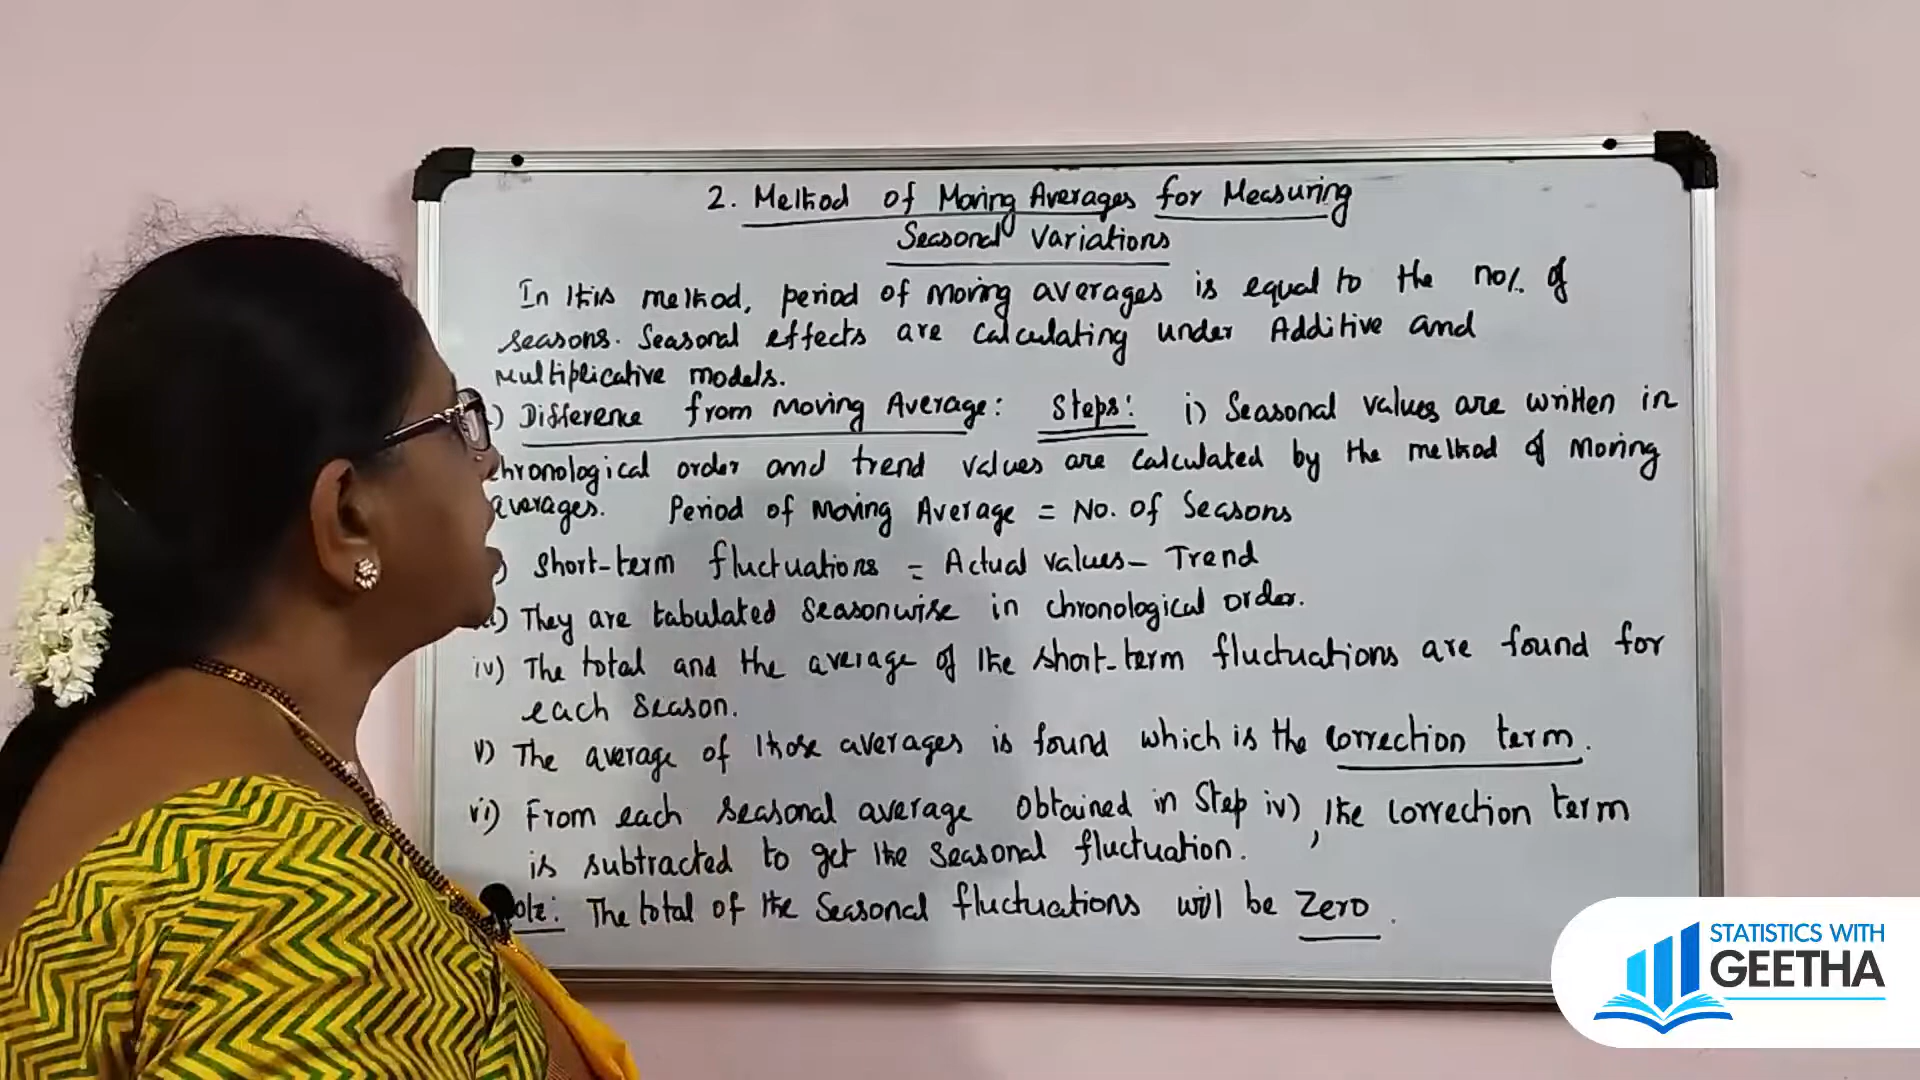 2. Method of Moving Averages for Measuring
Seasonal Variations
In this method, period of moving averages is equal to the no/. of
seasons. Seasonal effects are calculating under Additive and
Multiplicative models.
) Difference from Moving Average: Steps: i) Seasonal values are written in
chronological order and trend values are calculated by the method of moving
averages. Period of Moving Average = No. of Seasons
) Short-term fluctuations = Actual values - Trend
) They are tabulated seasonwise in chronological order.
iv) The total and the average of the short-term fluctuations are found for
each season.
v) The average of those averages is found which is the correction term.
vi) From each seasonal average obtained in Step iv), the correction term
is subtracted to get the seasonal fluctuation.
The total of the seasonal fluctuations will be Zero.
STATISTICS WITH
GEETHA